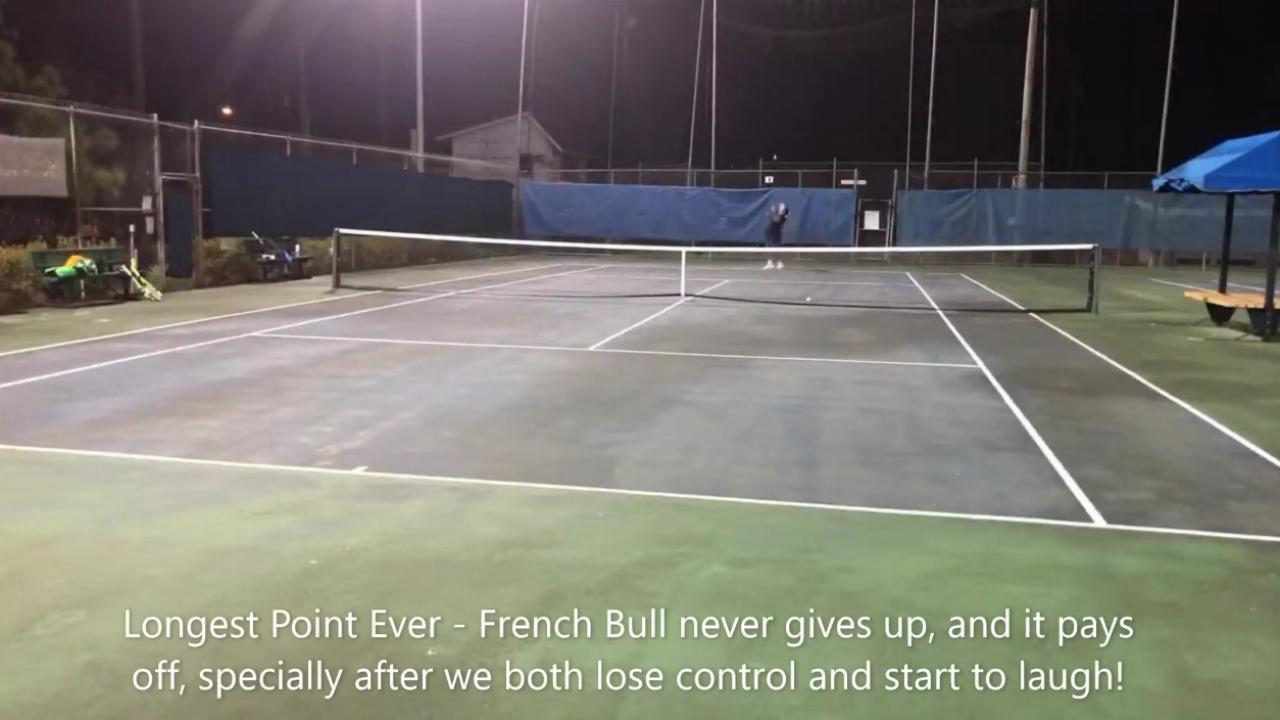 Longest Point Ever - French Bull never gives up, and it pays
off, specially after we both lose control and start to laugh!